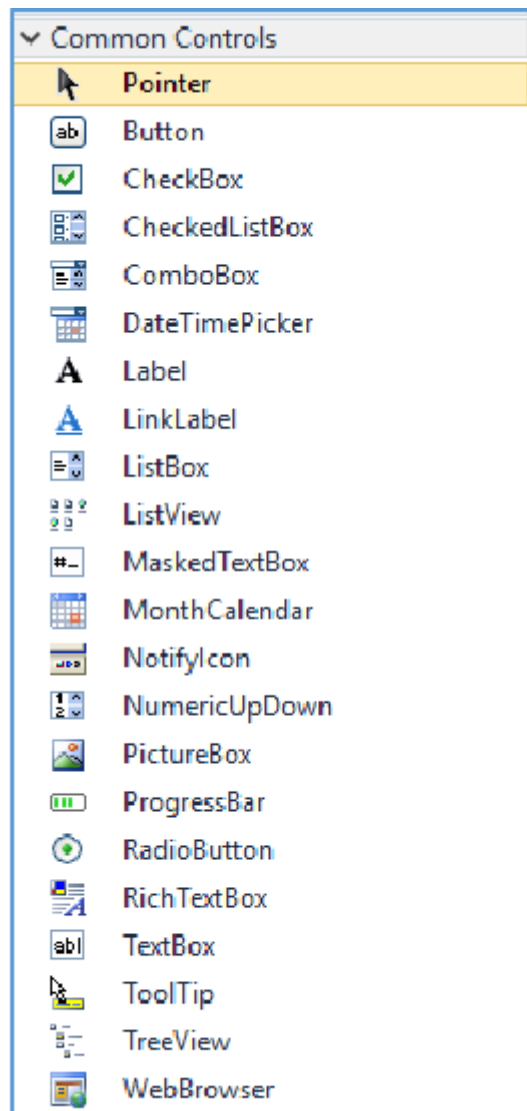 Common Controls
Pointer
Button
CheckBox
CheckedListBox
ComboBox
DateTimePicker
Label
LinkLabel
ListBox
ListView
MaskedTextBox
MonthCalendar
NotifyIcon
NumericUpDown
PictureBox
ProgressBar
RadioButton
RichTextBox
TextBox
ToolTip
TreeView
WebBrowser